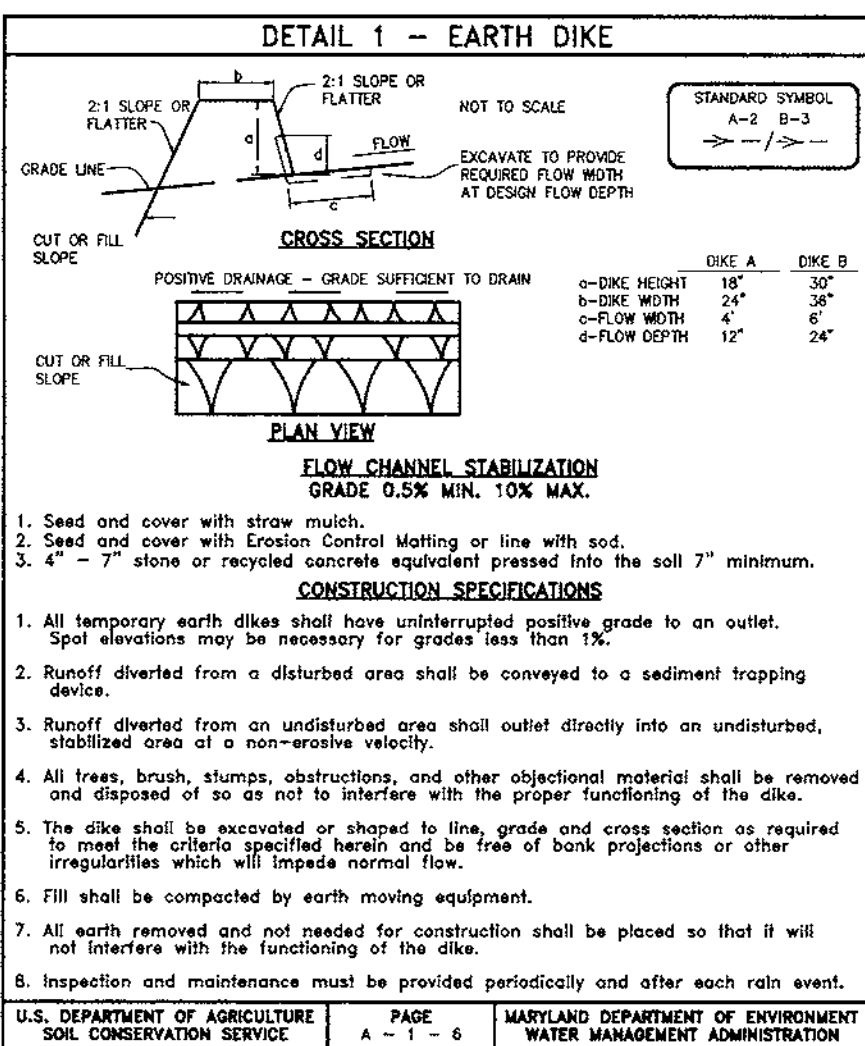 DETAIL 1 - EARTH DIKE
b
2:1 SLOPE OR
FLATTER
2:1 SLOPE OR
FLATTER
NOT TO SCALE
STANDARD SYMBOL
A-2 B-3
a
d
FLOW
GRADE LINE
EXCAVATE TO PROVIDE
REQUIRED FLOW WIDTH
AT DESIGN FLOW DEPTH
c
CUT OR FILL
SLOPE
CROSS SECTION
DIKE A DIKE B
a-DIKE HEIGHT 18" 30"
b-DIKE WIDTH 24" 36"
c-FLOW WIDTH 4' 6'
d-FLOW DEPTH 12" 24"
POSITIVE DRAINAGE - GRADE SUFFICIENT TO DRAIN
CUT OR FILL
SLOPE
PLAN VIEW
FLOW CHANNEL STABILIZATION
GRADE 0.5% MIN. 10% MAX.
1. Seed and cover with straw mulch.
2. Seed and cover with Erosion Control Matting or line with sod.
3. 4" - 7" stone or recycled concrete equivalent pressed into the soil 7" minimum.
CONSTRUCTION SPECIFICATIONS
1. All temporary earth dikes shall have uninterrupted positive grade to an outlet.
Spot elevations may be necessary for grades less than 1%.
2. Runoff diverted from a disturbed area shall be conveyed to a sediment trapping
device.
3. Runoff diverted from an undisturbed area shall outlet directly into an undisturbed,
stabilized area at a non-erosive velocity.
4. All trees, brush, stumps, obstructions, and other objectional material shall be removed
and disposed of so as not to interfere with the proper functioning of the dike.
5. The dike shall be excavated or shaped to line, grade and cross section as required
to meet the criteria specified herein and be free of bank projections or other
irregularities which will impede normal flow.
6. Fill shall be compacted by earth moving equipment.
7. All earth removed and not needed for construction shall be placed so that it will
not interfere with the functioning of the dike.
8. Inspection and maintenance must be provided periodically and after each rain event.
U.S. DEPARTMENT OF AGRICULTURE
SOIL CONSERVATION SERVICE
PAGE
A - 1 - 6
MARYLAND DEPARTMENT OF ENVIRONMENT
WATER MANAGEMENT ADMINISTRATION